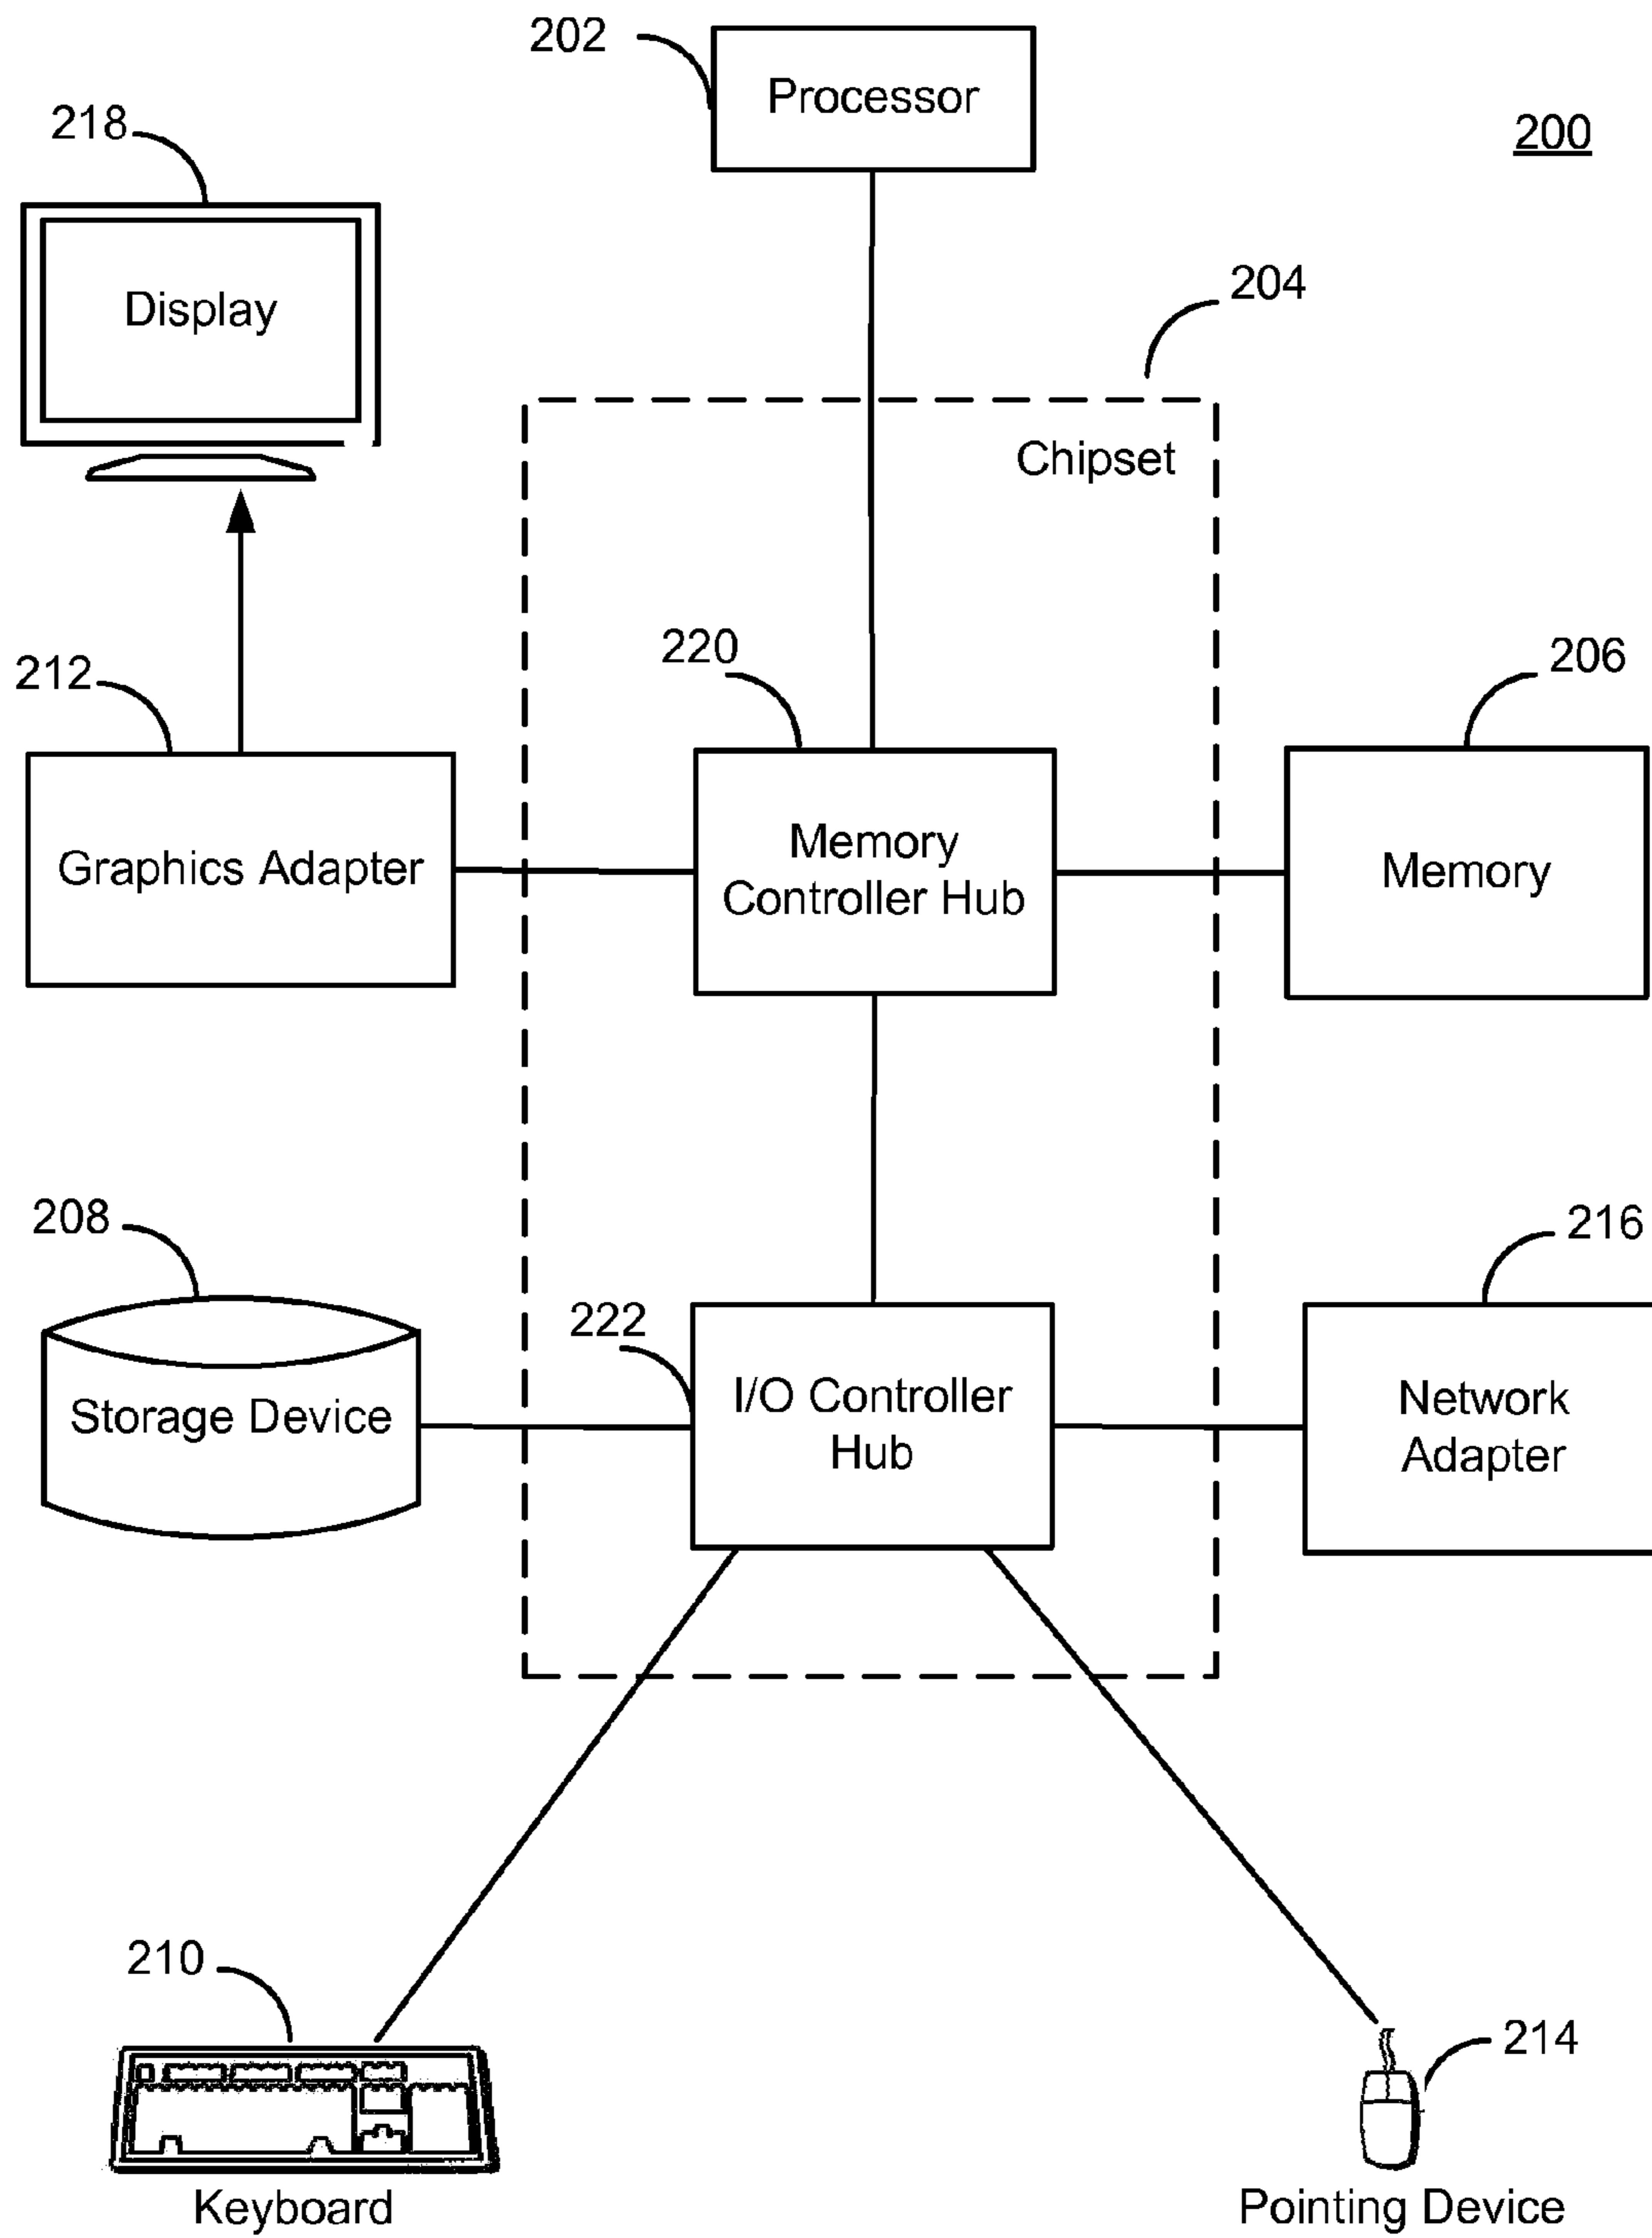 202
Processor
218
200
Display
204
Chipset
220
206
212
Memory
Controller Hub
Graphics Adapter
Memory
208
216
222
I/O Controller
Hub
Storage Device
Network
Adapter
210
214
Keyboard
Pointing Device